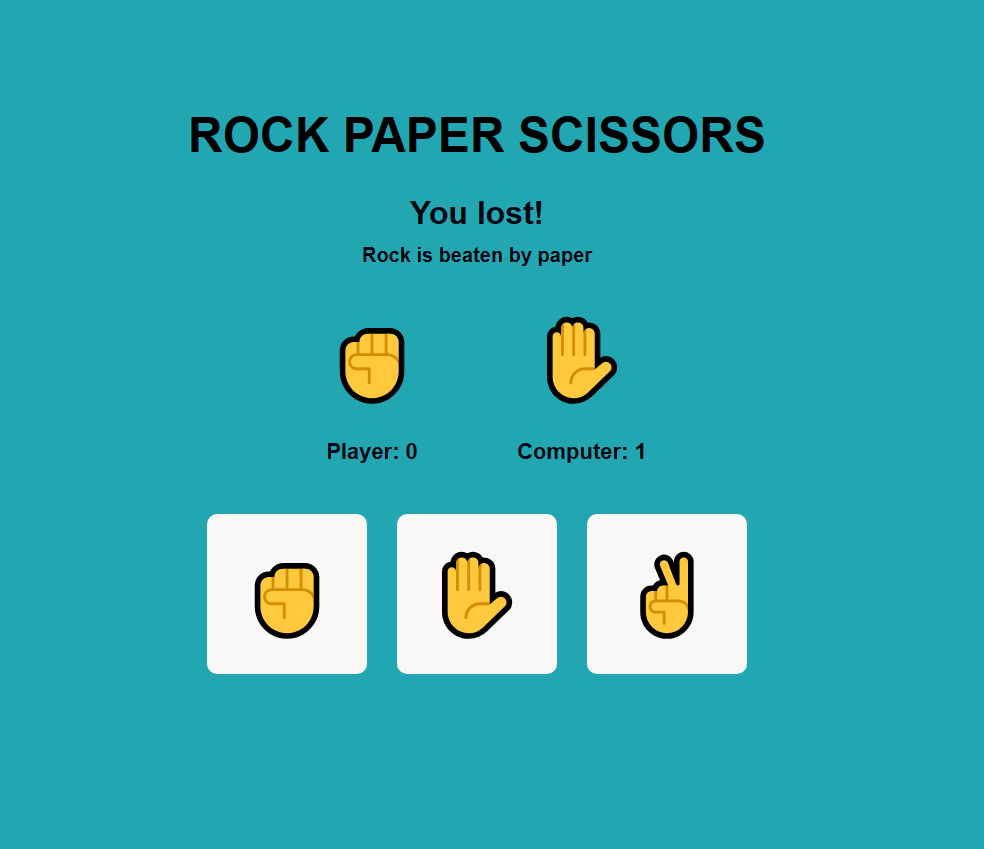 ROCK PAPER SCISSORS
You lost!
Rock is beaten by paper
Player: 0
Computer: 1